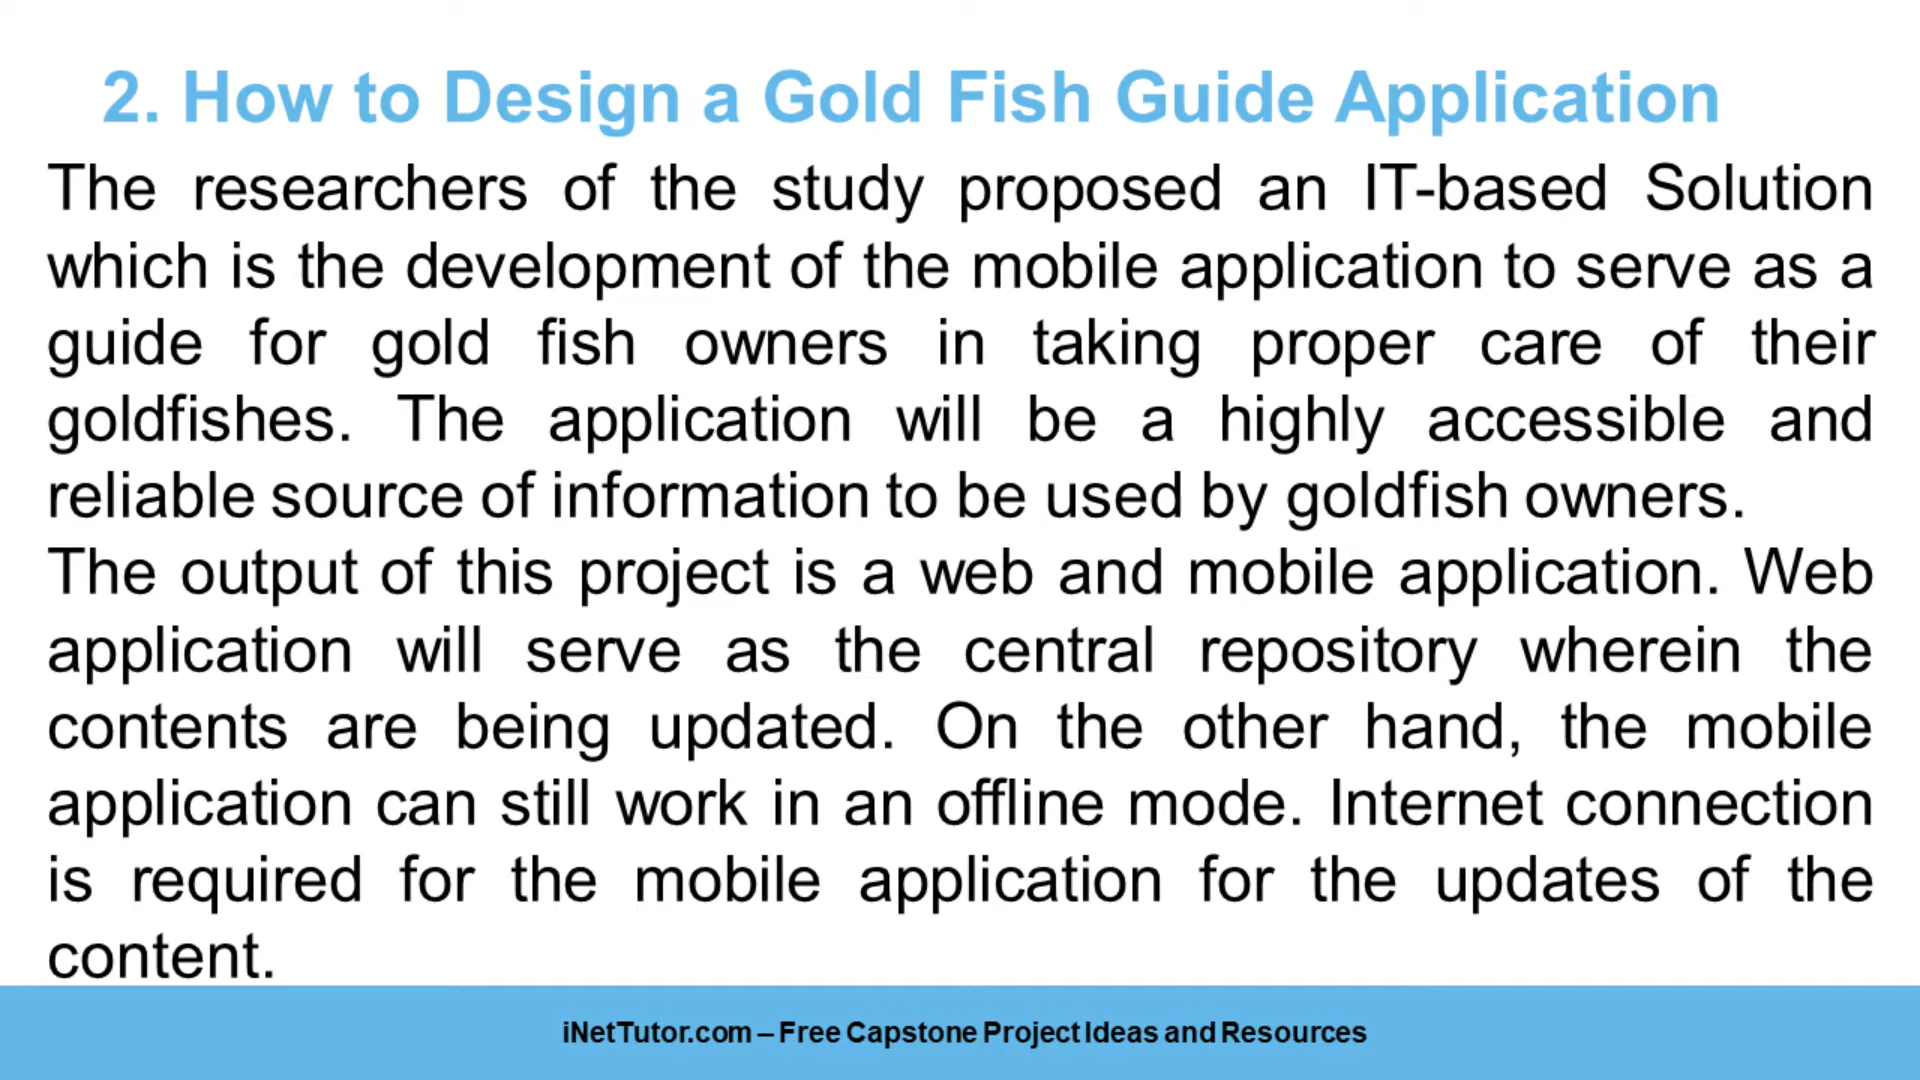 2. How to Design a Gold Fish Guide Application
The researchers of the study proposed an IT-based Solution
which is the development of the mobile application to serve as a
guide for gold fish owners in taking proper care of their
goldfishes. The application will be a highly accessible and
reliable source of information to be used by goldfish owners.
The output of this project is a web and mobile application. Web
application will serve as the central repository wherein the
contents are being updated. On the other hand, the mobile
application can still work in an offline mode. Internet connection
is required for the mobile application for the updates of the
content.
iNetTutor.com – Free Capstone Project Ideas and Resources